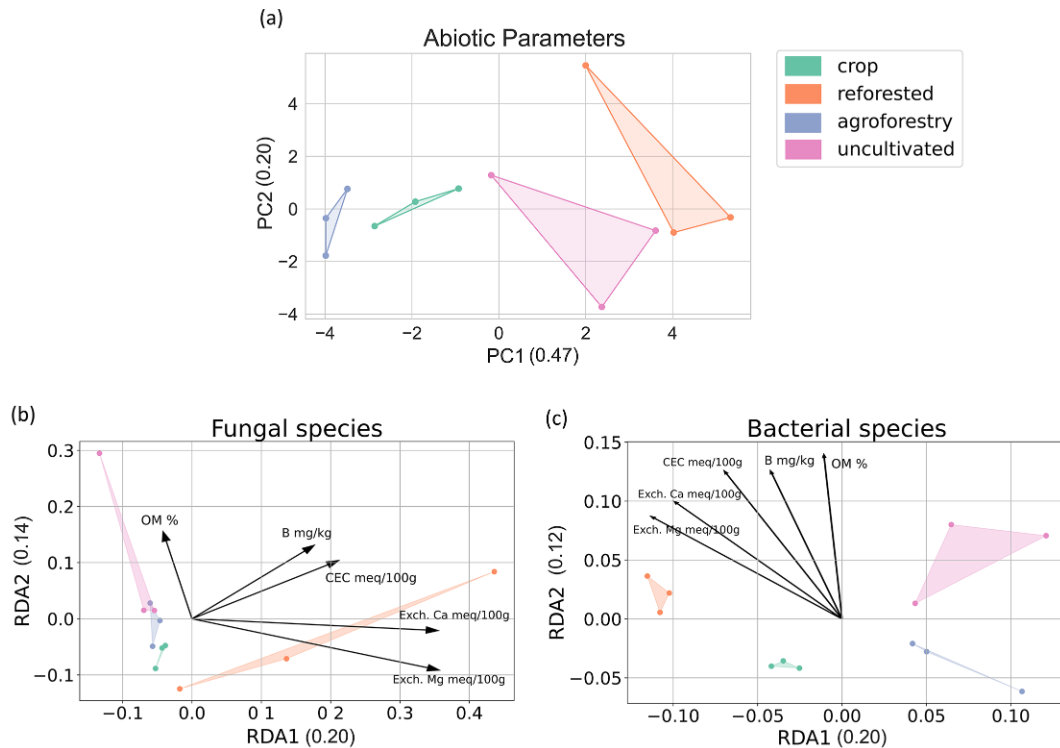 (a)
Abiotic Parameters
crop
reforested
agroforestry
uncultivated
4
2
0
−2
−4
PC2 (0.20)
−4
−2
0
2
4
PC1 (0.47)
(b)
Fungal species
0.3
0.2
0.1
0.0
−0.1
RDA2 (0.14)
OM %
B mg/kg
CEC meq/100g
Exch. Ca meq/100g
Exch. Mg meq/100g
−0.1
0.0
0.1
0.2
0.3
0.4
RDA1 (0.20)
(c)
Bacterial species
0.15
0.10
0.05
0.00
−0.05
RDA2 (0.12)
CEC meq/100g
B mg/kg
OM %
Exch. Ca meq/100g
Exch. Mg meq/100g
−0.10
−0.05
0.00
0.05
0.10
RDA1 (0.20)